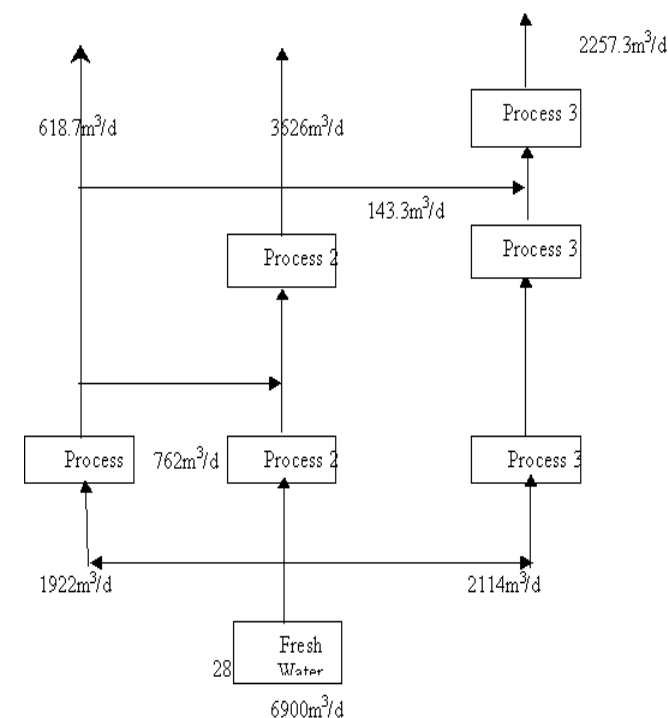 2257.3m³/d
Process 3
618.7m³/d
3626m³/d
143.3m³/d
Process 3
Process 2
Process
762m³/d
Process 2
Process 3
1922m³/d
2114m³/d
Fresh
Water
28
6900m³/d